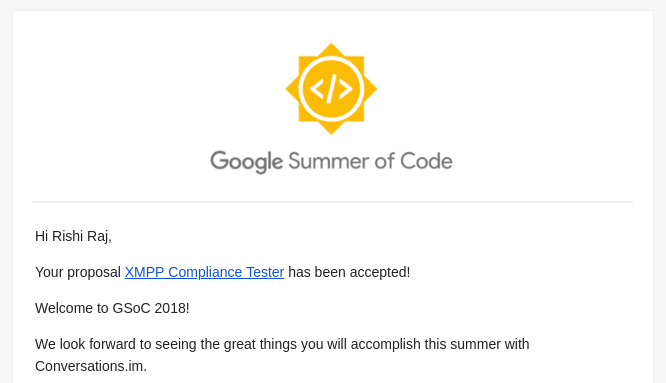 </>
Google Summer of Code
Hi Rishi Raj,
Your proposal XMPP Compliance Tester has been accepted!
Welcome to GSoC 2018!
We look forward to seeing the great things you will accomplish this summer with
Conversations.im.